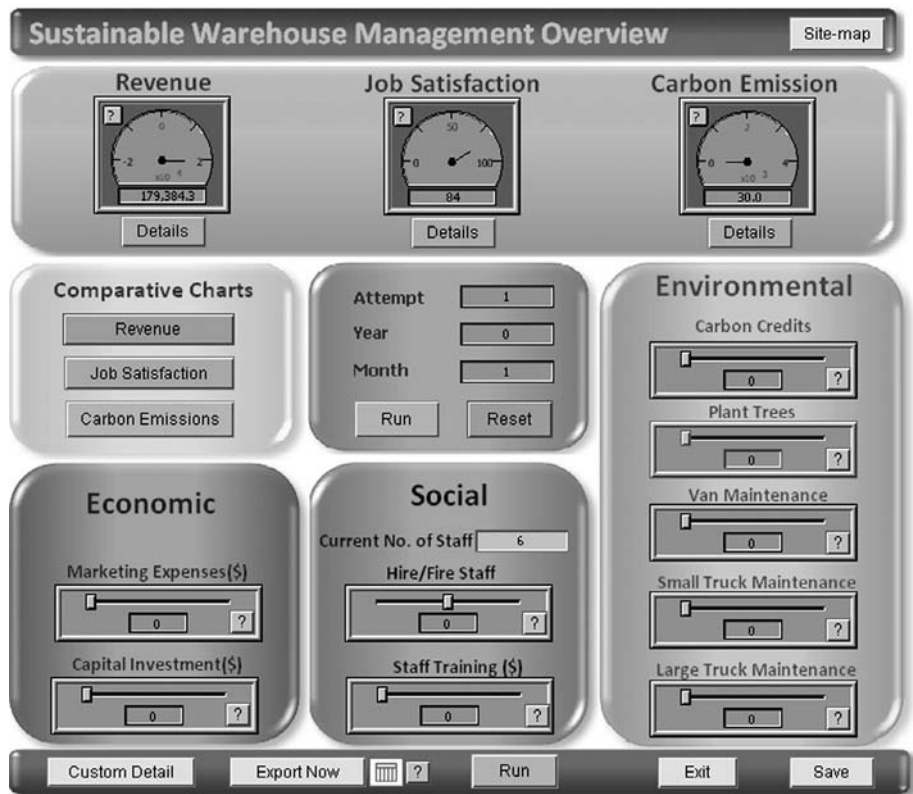 Sustainable Warehouse Management Overview
Site-map
Revenue
Job Satisfaction
Carbon Emission
?
0
-2
2
x10 4
179,384.3
?
50
0
100
84
?
2
0
4
x10 3
30.0
Details
Details
Details
Comparative Charts
Revenue
Job Satisfaction
Carbon Emissions
Attempt
1
Year
0
Month
1
Run
Reset
Environmental
Carbon Credits
0
?
Plant Trees
0
?
Van Maintenance
0
?
Small Truck Maintenance
0
?
Large Truck Maintenance
0
?
Economic
Marketing Expenses($)
0
?
Capital Investment($)
0
?
Social
Current No. of Staff
6
Hire/Fire Staff
0
?
Staff Training ($)
0
?
Custom Detail
Export Now
?
Run
Exit
Save